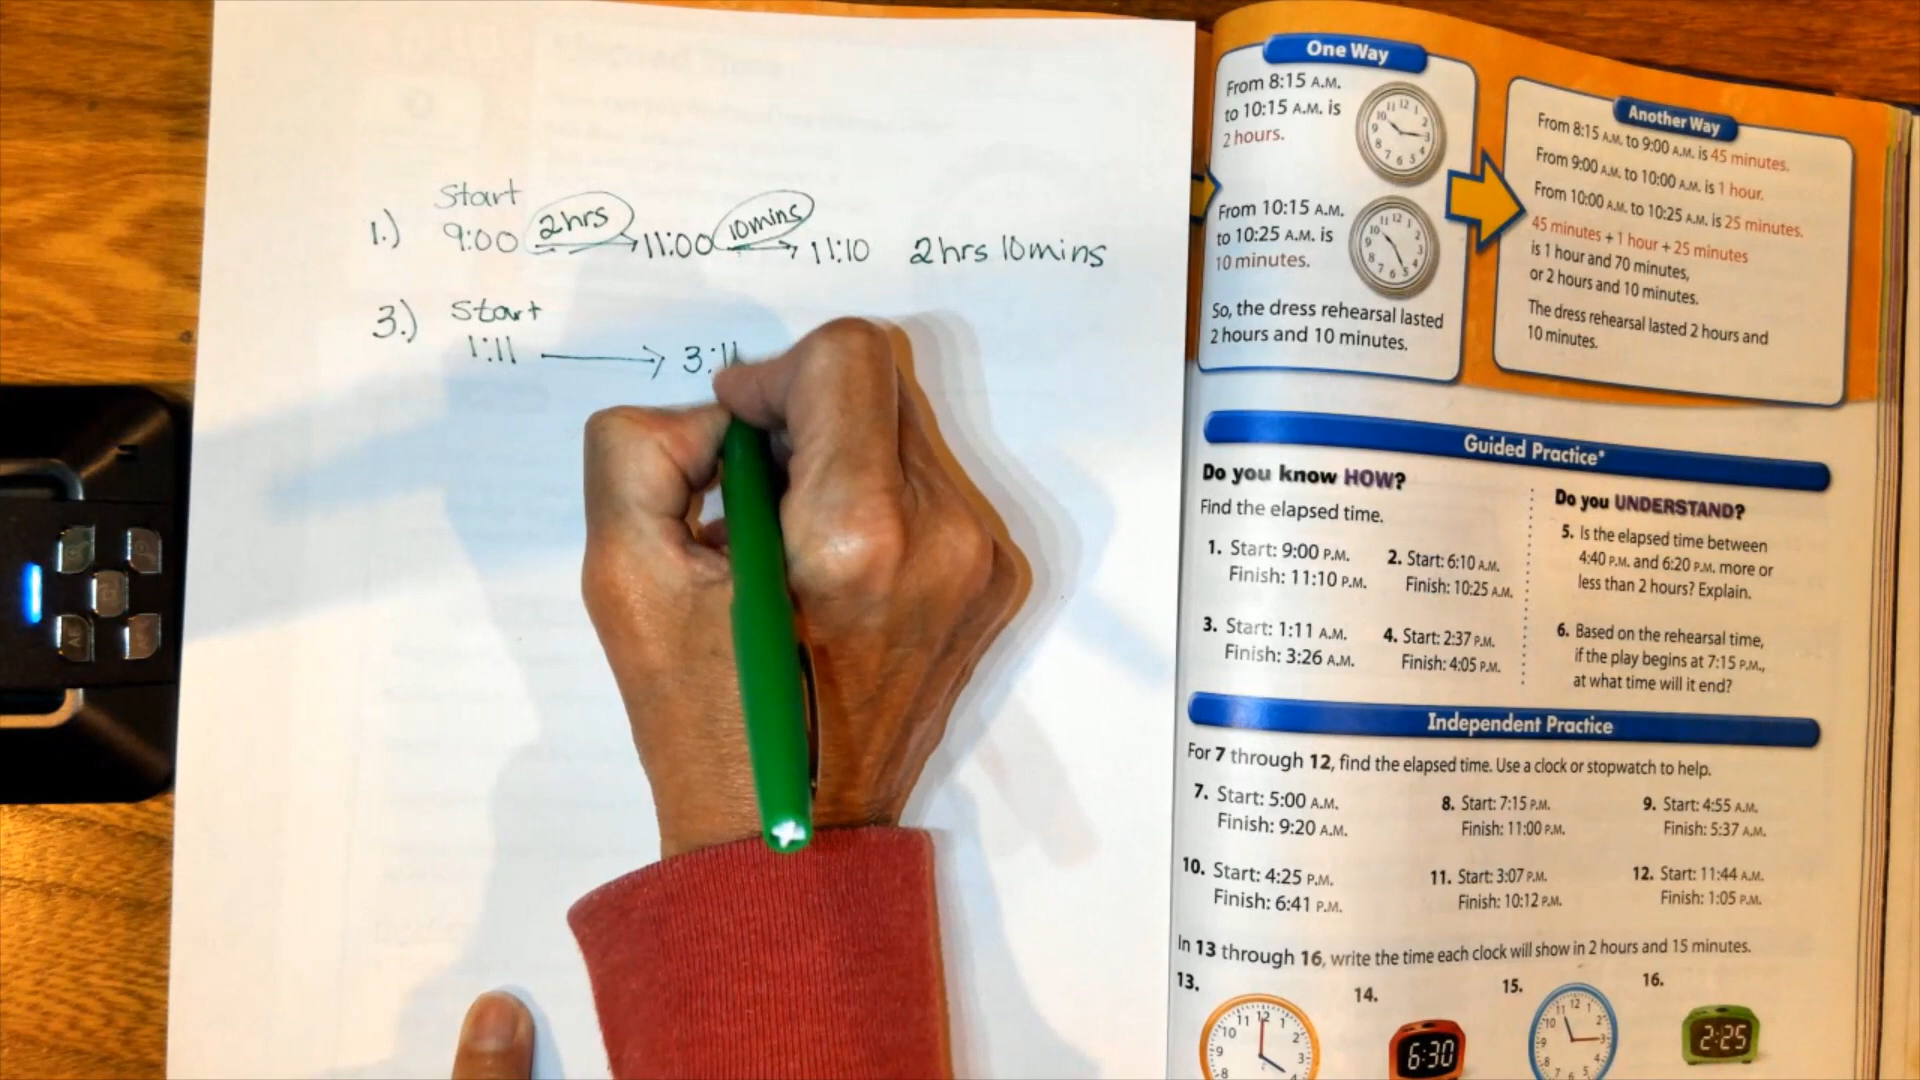 Start
1.) 9:00 2hrs 11:00 10mins 11:10 2hrs 10mins
3.) Start
1:11 3:11
One Way
From 8:15 A.M.
to 10:15 A.M. is
2 hours.
From 10:15 A.M.
to 10:25 A.M. is
10 minutes.
So, the dress rehearsal lasted
2 hours and 10 minutes.
Another Way
From 8:15 A.M. to 9:00 A.M. is 45 minutes.
From 9:00 A.M. to 10:00 A.M. is 1 hour.
From 10:00 A.M. to 10:25 A.M. is 25 minutes.
45 minutes + 1 hour + 25 minutes
is 1 hour and 70 minutes,
or 2 hours and 10 minutes.
The dress rehearsal lasted 2 hours and
10 minutes.
Guided Practice*
Do you know HOW?
Find the elapsed time.
1. Start: 9:00 P.M.
Finish: 11:10 P.M.
2. Start: 6:10 A.M.
Finish: 10:25 A.M.
3. Start: 1:11 A.M.
Finish: 3:26 A.M.
4. Start: 2:37 P.M.
Finish: 4:05 P.M.
Do you UNDERSTAND?
5. Is the elapsed time between
4:40 P.M. and 6:20 P.M. more or
less than 2 hours? Explain.
6. Based on the rehearsal time,
if the play begins at 7:15 P.M.,
at what time will it end?
Independent Practice
For 7 through 12, find the elapsed time. Use a clock or stopwatch to help.
7. Start: 5:00 A.M.
Finish: 9:20 A.M.
8. Start: 7:15 P.M.
Finish: 11:00 P.M.
9. Start: 4:55 A.M.
Finish: 5:37 A.M.
10. Start: 4:25 P.M.
Finish: 6:41 P.M.
11. Start: 3:07 P.M.
Finish: 10:12 P.M.
12. Start: 11:44 A.M.
Finish: 1:05 P.M.
In 13 through 16, write the time each clock will show in 2 hours and 15 minutes.
13.
14.
6:30
15.
16.
2:25